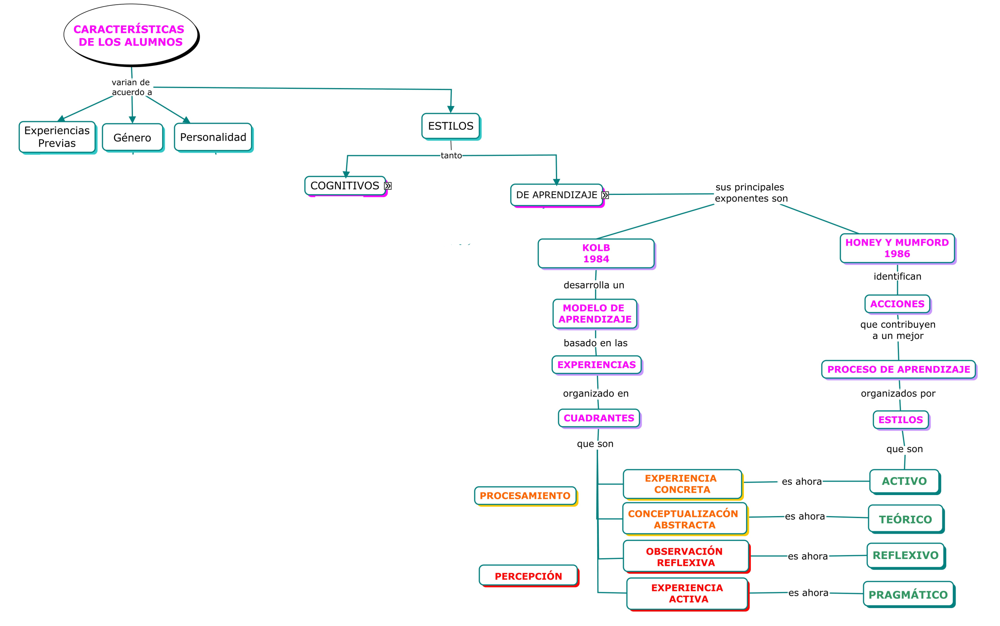 CARACTERÍSTICAS
DE LOS ALUMNOS
varian de
acuerdo a
Experiencias
Previas
Género
Personalidad
ESTILOS
tanto
COGNITIVOS
DE APRENDIZAJE
sus principales
exponentes son
KOLB
1984
desarrolla un
MODELO DE
APRENDIZAJE
basado en las
EXPERIENCIAS
organizado en
CUADRANTES
que son
HONEY Y MUMFORD
1986
identifican
ACCIONES
que contribuyen
a un mejor
PROCESO DE APRENDIZAJE
organizados por
ESTILOS
que son
PROCESAMIENTO
EXPERIENCIA
CONCRETA
es ahora
ACTIVO
CONCEPTUALIZACÓN
ABSTRACTA
es ahora
TEÓRICO
PERCEPCIÓN
OBSERVACIÓN
REFLEXIVA
es ahora
REFLEXIVO
EXPERIENCIA
ACTIVA
es ahora
PRAGMÁTICO